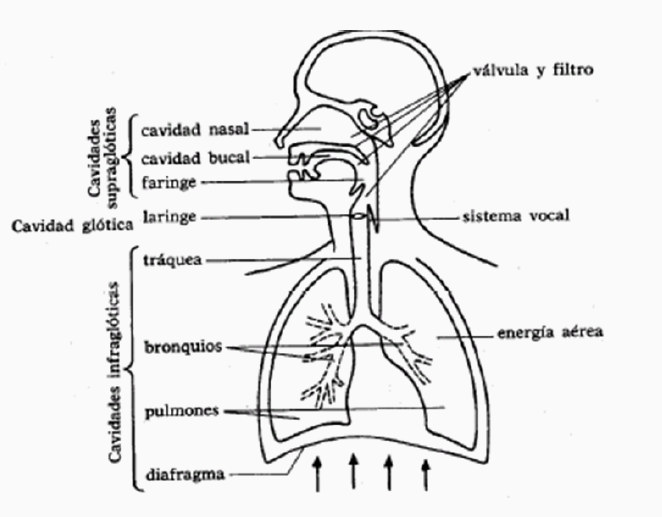 válvula y filtro
Cavidades
supraglóticas
cavidad nasal
cavidad bucal
faringe
Cavidad glótica
laringe
sistema vocal
Cavidades infraglóticas
tráquea
energía aérea
bronquios
pulmones
diafragma